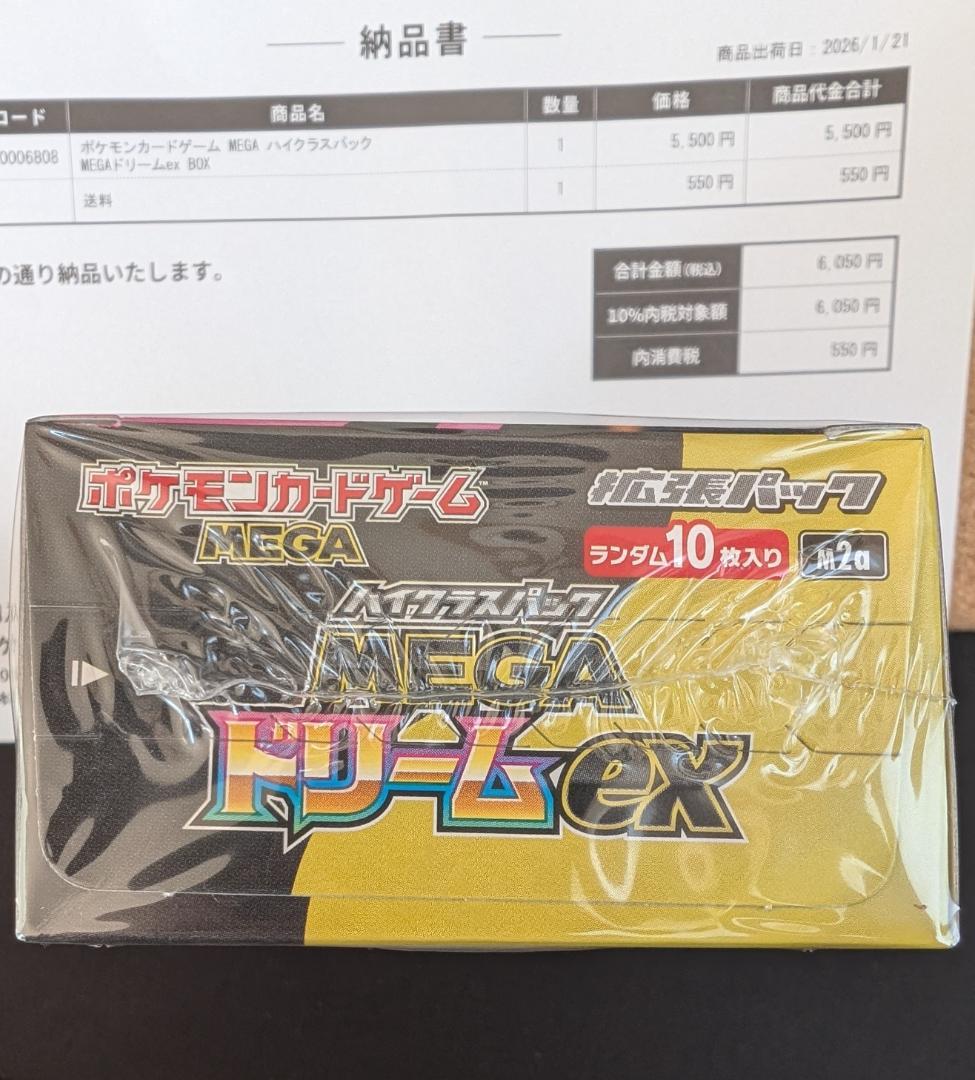 納品書
商品出荷日：2026/1/21
コード 商品名 数量 価格 商品代金合計
0006808 ポケモンカードゲーム MEGA ハイクラスパック 1 5,500円 5,500円
MEGAドリームex BOX
送料 1 550円 550円
の通り納品いたします。
合計金額(税込) 6,050円
10%内税対象額 6,050円
内消費税 550円
ポケモンカードゲーム™
MEGA
拡張パック
ランダム10枚入り M2a
ハイクラスパック
MEGA
ドリームex